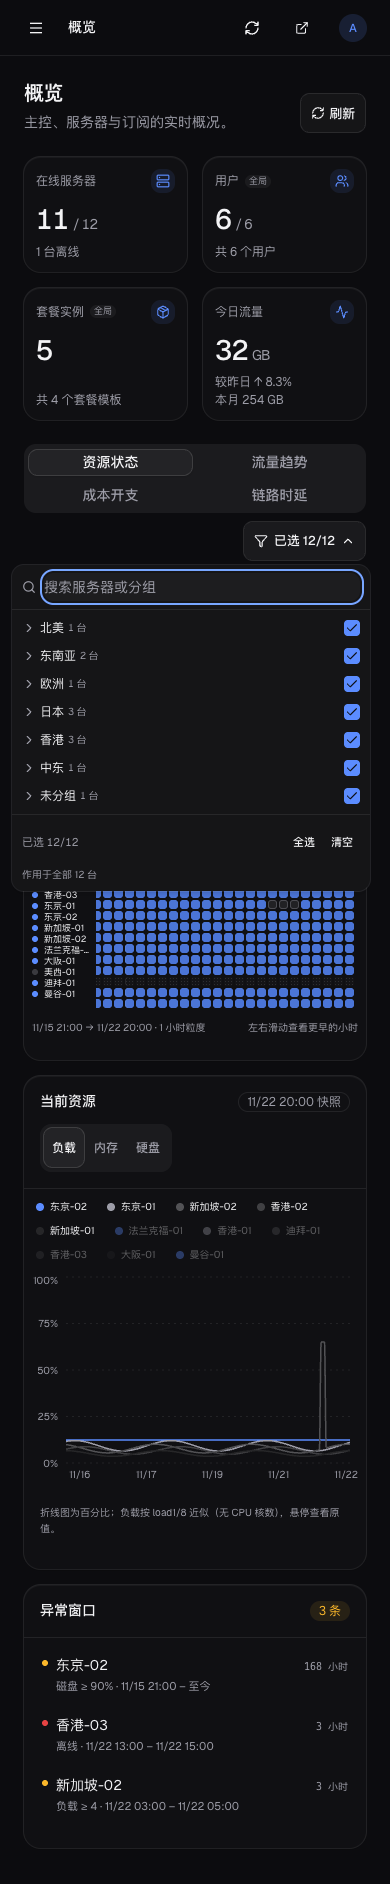 概览
A
概览
主控、服务器与订阅的实时概况。
刷新
在线服务器
11 / 12
1 台离线
用户 全局
6 / 6
共 6 个用户
套餐实例 全局
5
共 4 个套餐模板
今日流量
32 GB
较昨日 ↑ 8.3%
本月 254 GB
资源状态
流量趋势
成本开支
链路时延
已选 12/12
搜索服务器或分组
北美 1 台
东南亚 2 台
欧洲 1 台
日本 3 台
香港 3 台
中东 1 台
未分组 1 台
已选 12/12
全选 清空
作用于全部 12 台
香港-03
东京-01
东京-02
新加坡-01
新加坡-02
法兰克福-…
大阪-01
美西-01
迪拜-01
曼谷-01
11/15 21:00 → 11/22 20:00 · 1 小时粒度
左右滑动查看更早的小时
当前资源
11/22 20:00 快照
负载 内存 硬盘
东京-02 东京-01 新加坡-02 香港-02
新加坡-01 法兰克福-01 香港-01 迪拜-01
香港-03 大阪-01 曼谷-01
100%
75%
50%
25%
0%
11/16 11/17 11/19 11/21 11/22
折线图为百分比；负载按 load1/8 近似（无 CPU 核数），悬停查看原
值。
异常窗口
3 条
东京-02
168 小时
磁盘 ≥ 90% · 11/15 21:00 – 至今
香港-03
3 小时
离线 · 11/22 13:00 – 11/22 15:00
新加坡-02
3 小时
负载 ≥ 4 · 11/22 03:00 – 11/22 05:00